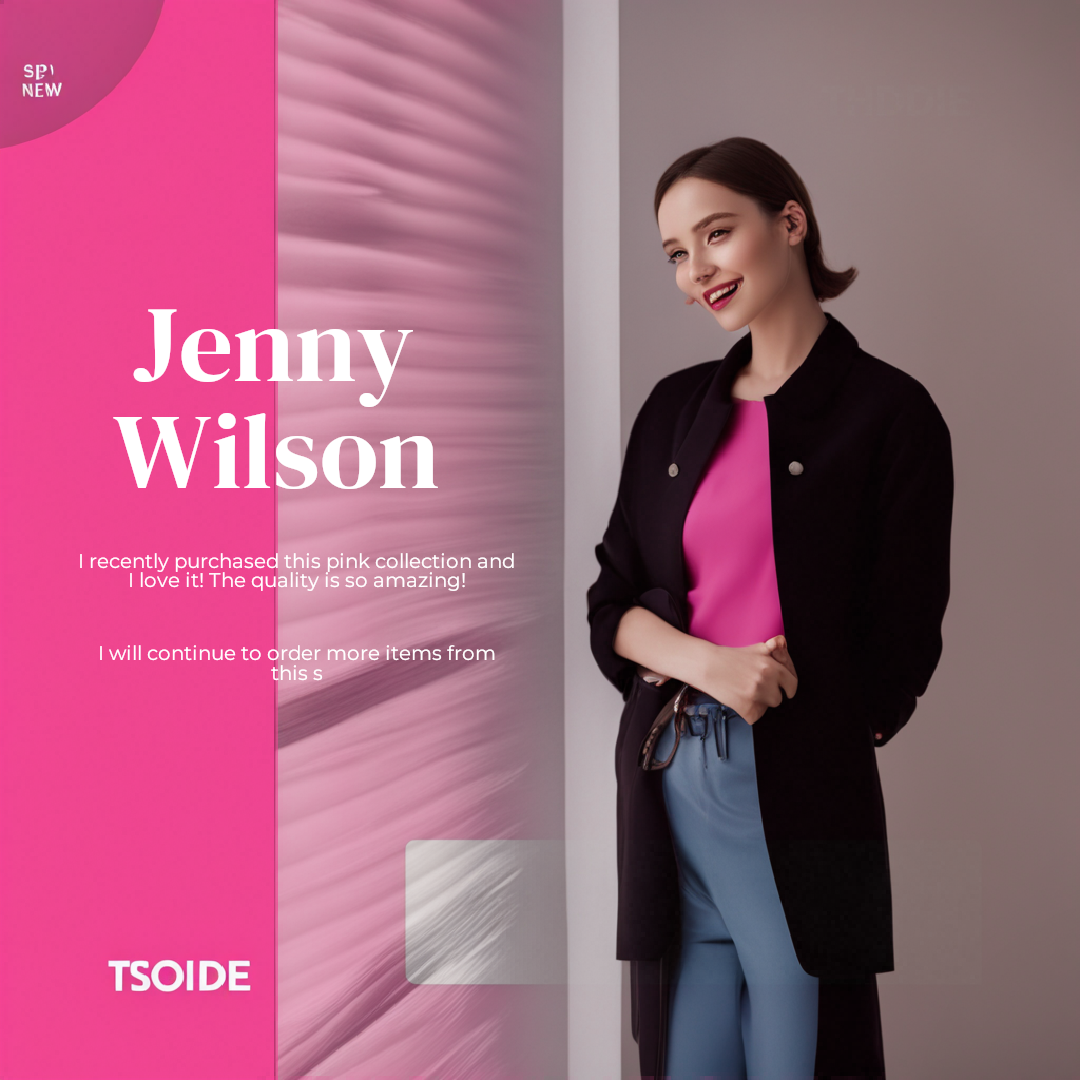 NEW
Jenny
Wilson
I recently purchased this pink collection and
I love it! The quality is so amazing!
I will continue to order more items from
this s
TSOIDE